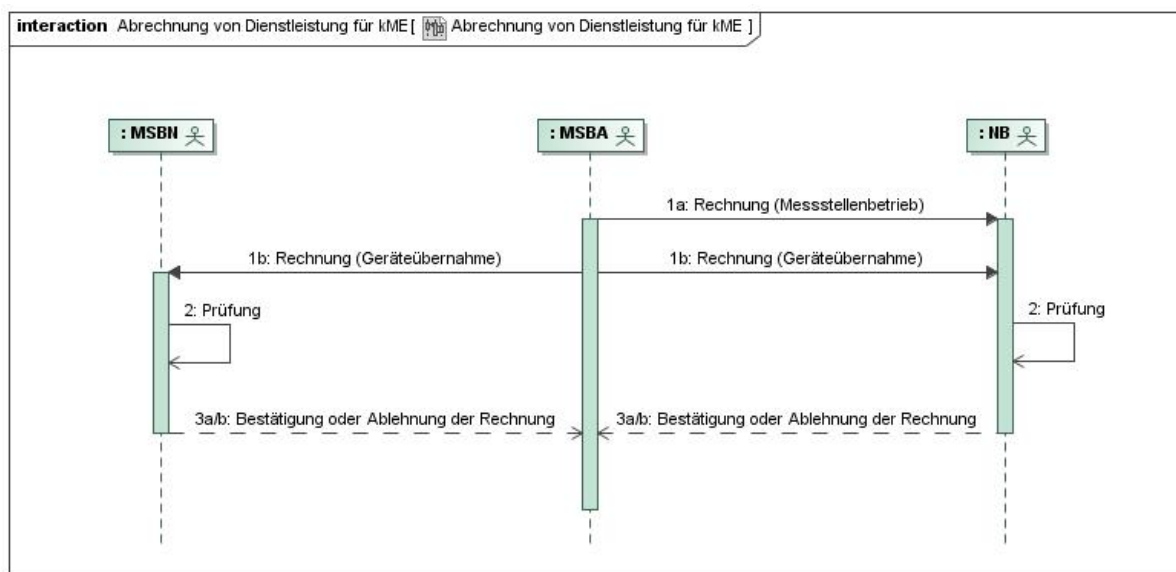 interaction Abrechnung von Dienstleistung für kME [ Abrechnung von Dienstleistung für kME ]
: MSBN
: MSBA
: NB
1a: Rechnung (Messstellenbetrieb)
1b: Rechnung (Geräteübernahme)
1b: Rechnung (Geräteübernahme)
2: Prüfung
2: Prüfung
3a/b: Bestätigung oder Ablehnung der Rechnung
3a/b: Bestätigung oder Ablehnung der Rechnung